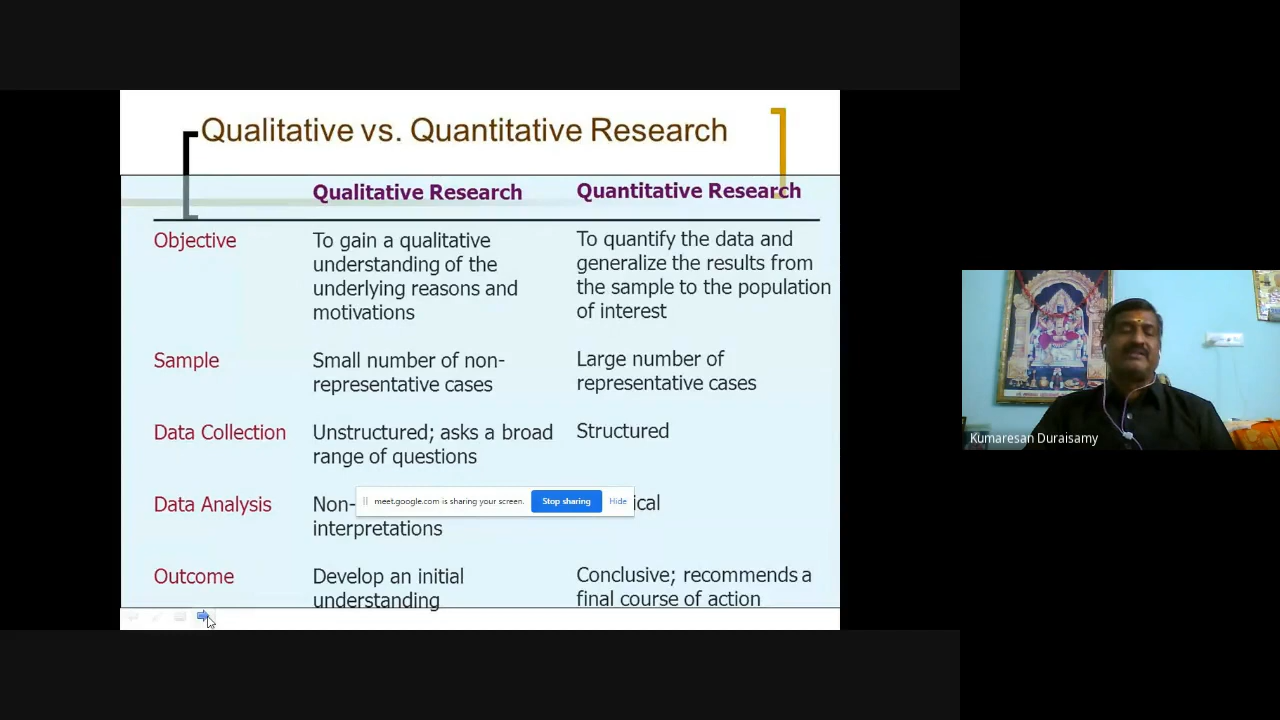 Qualitative vs. Quantitative Research
Qualitative Research
Quantitative Research
Objective
To gain a qualitative
understanding of the
underlying reasons and
motivations
To quantify the data and
generalize the results from
the sample to the population
of interest
Sample
Small number of non-
representative cases
Large number of
representative cases
Data Collection
Unstructured; asks a broad
range of questions
Structured
Data Analysis
Non-
interpretations
ical
meet.google.com is sharing your screen.
Stop sharing
Hide
Outcome
Develop an initial
understanding
Conclusive; recommends a
final course of action
Kumaresan Duraisamy